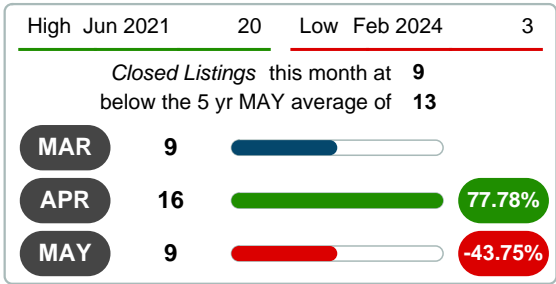 High Jun 2021 20 Low Feb 2024 3
Closed Listings this month at 9
below the 5 yr MAY average of 13
MAR 9
APR 16 77.78%
MAY 9 -43.75%